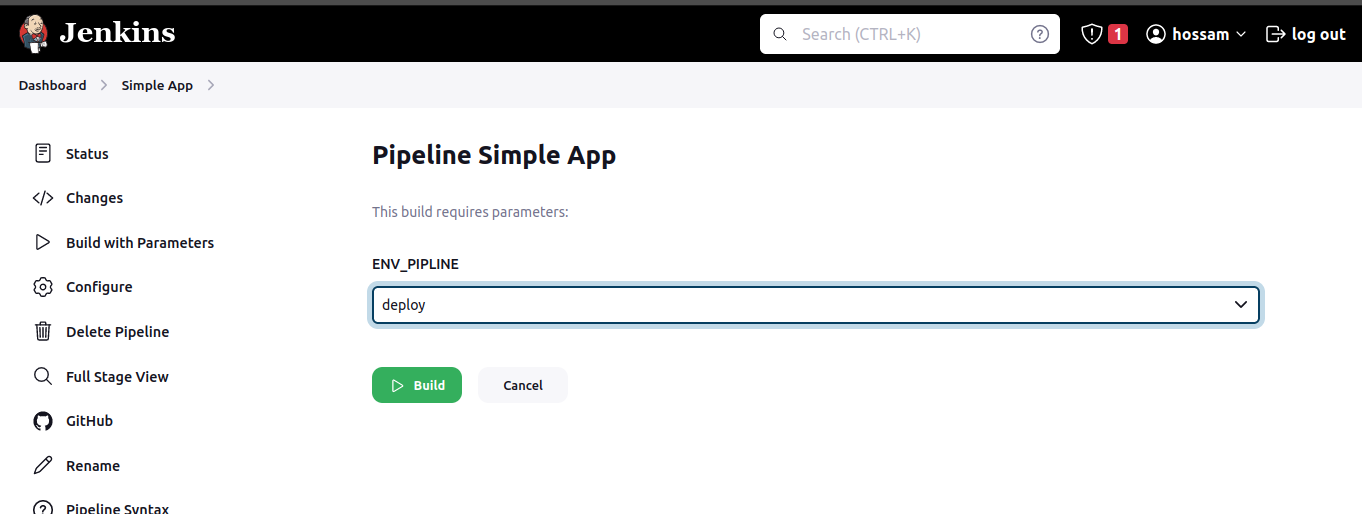 Jenkins
Search (CTRL+K)
?
1
hossam
log out
Dashboard
Simple App
Status
Changes
Build with Parameters
Configure
Delete Pipeline
Full Stage View
GitHub
Rename
Pipeline Syntax
Pipeline Simple App
This build requires parameters:
ENV_PIPLINE
deploy
Build
Cancel